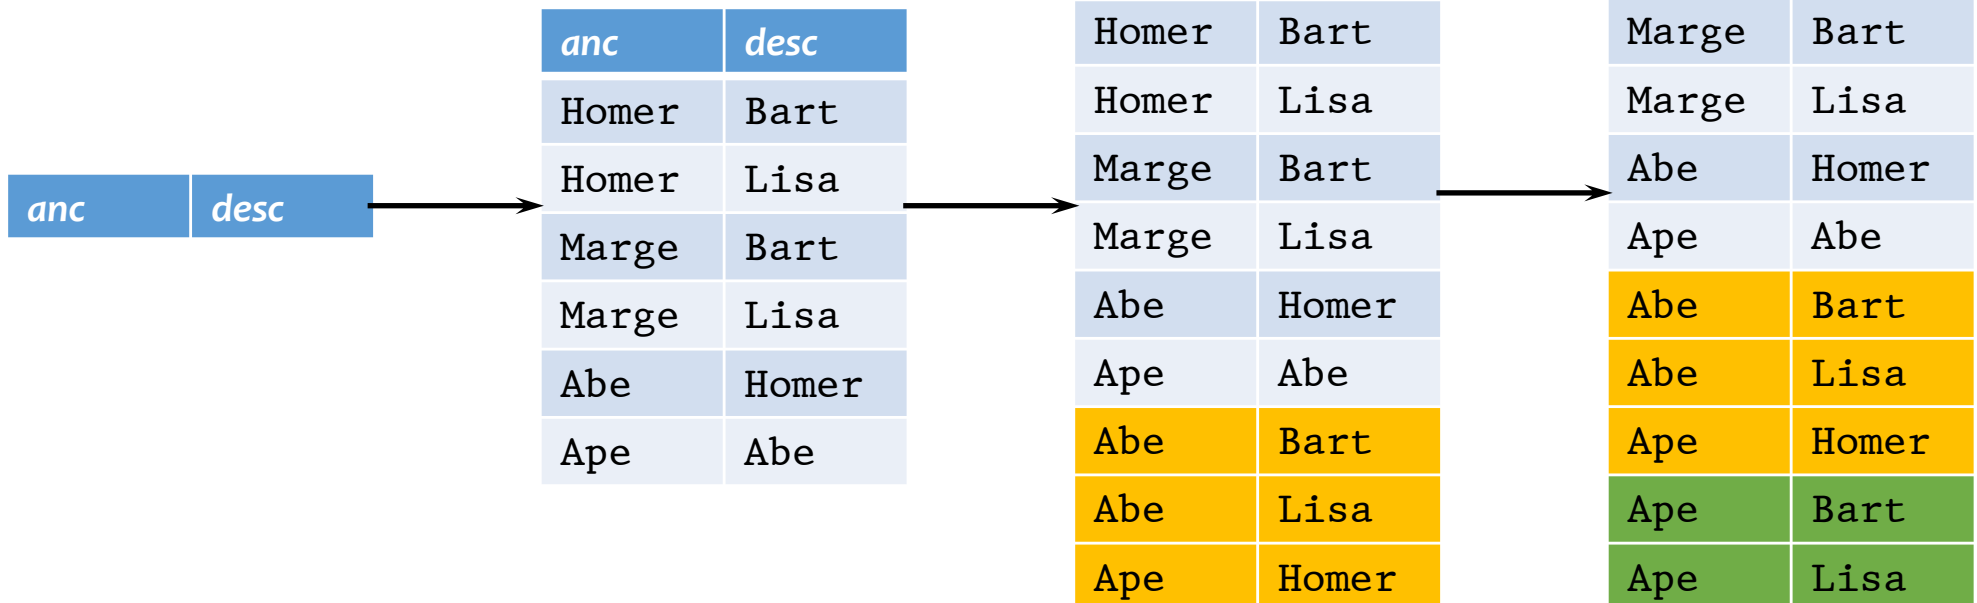 anc desc
anc desc
Homer Bart
Homer Lisa
Marge Bart
Marge Lisa
Abe Homer
Ape Abe
Homer Bart
Homer Lisa
Marge Bart
Marge Lisa
Abe Homer
Ape Abe
Abe Bart
Abe Lisa
Ape Homer
Marge Bart
Marge Lisa
Abe Homer
Ape Abe
Abe Bart
Abe Lisa
Ape Homer
Ape Bart
Ape Lisa